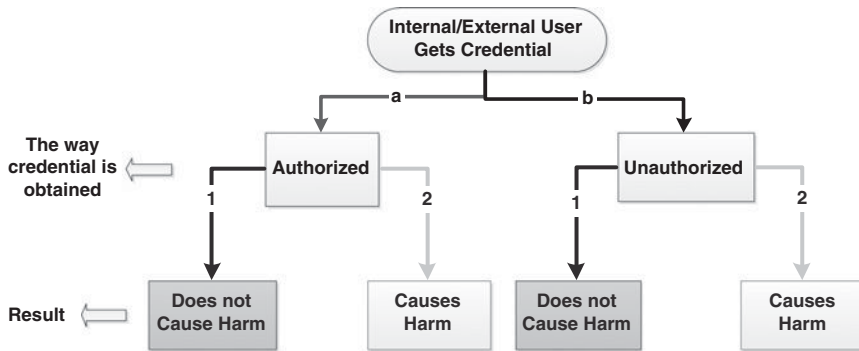 Internal/External User
Gets Credential
a
b
The way
credential is
obtained
Authorized
Unauthorized
1
2
1
2
Result
Does not
Cause Harm
Causes
Harm
Does not
Cause Harm
Causes
Harm